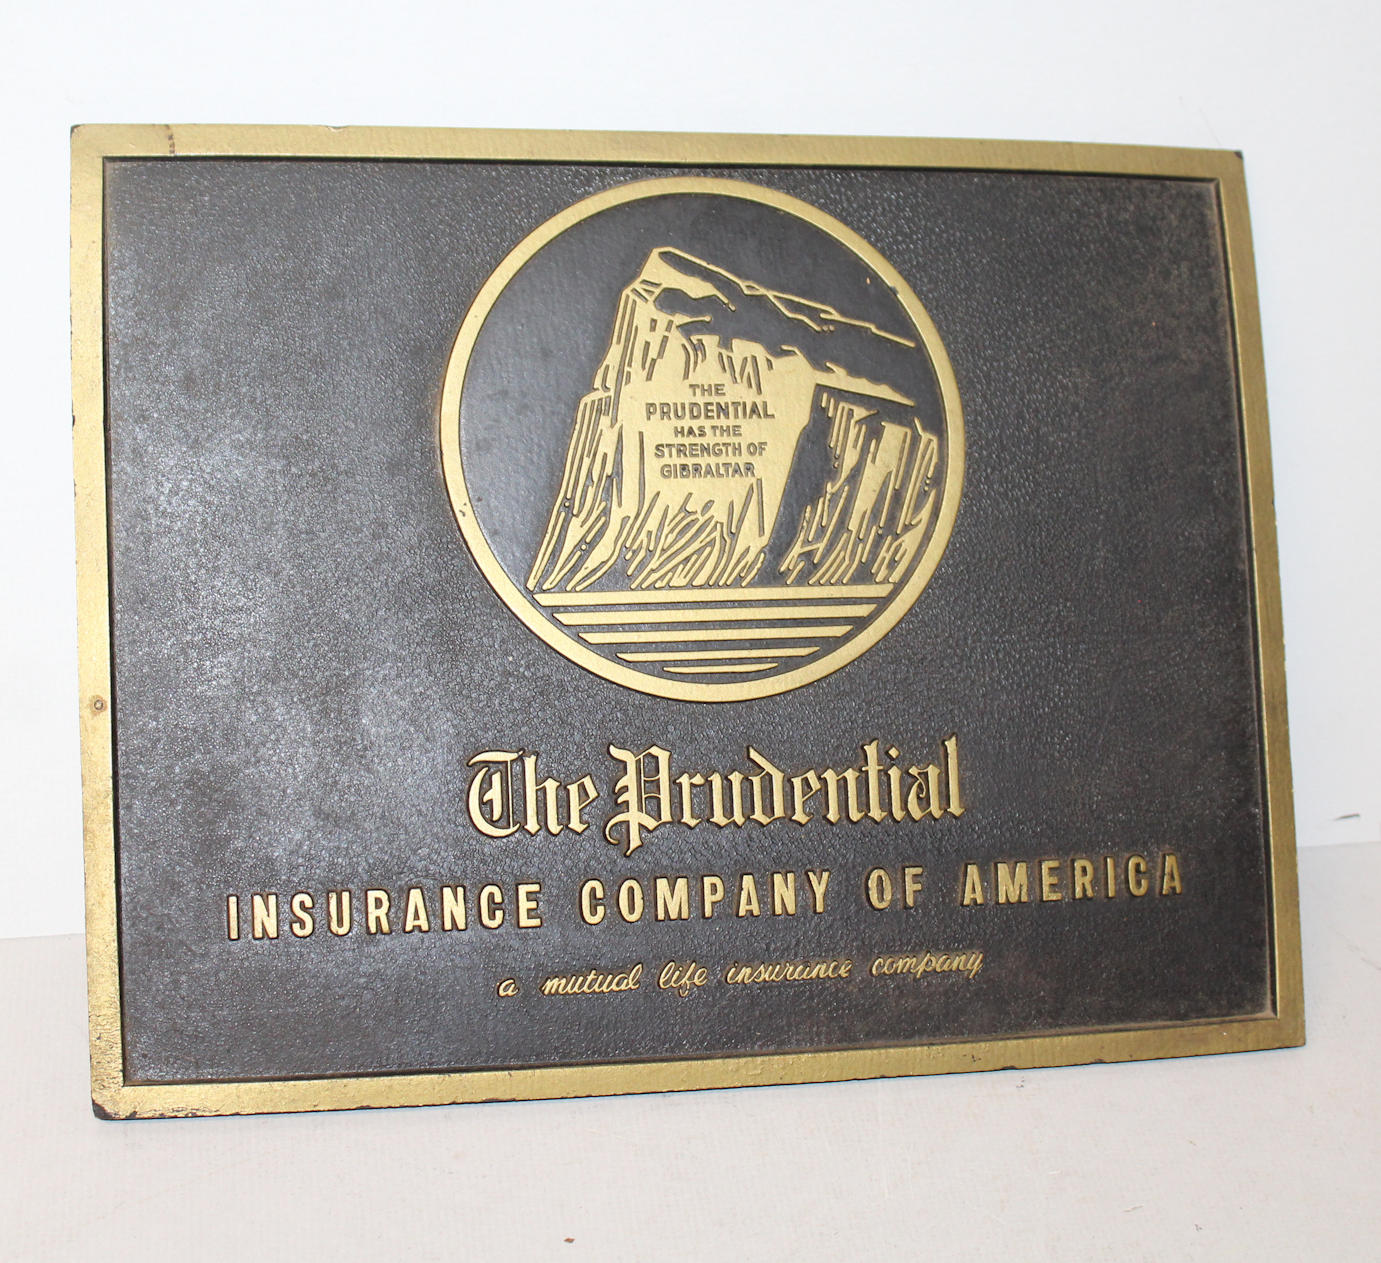 THE
PRUDENTIAL
HAS THE
STRENGTH OF
GIBRALTAR
The Prudential
INSURANCE COMPANY OF AMERICA
a mutual life insurance company